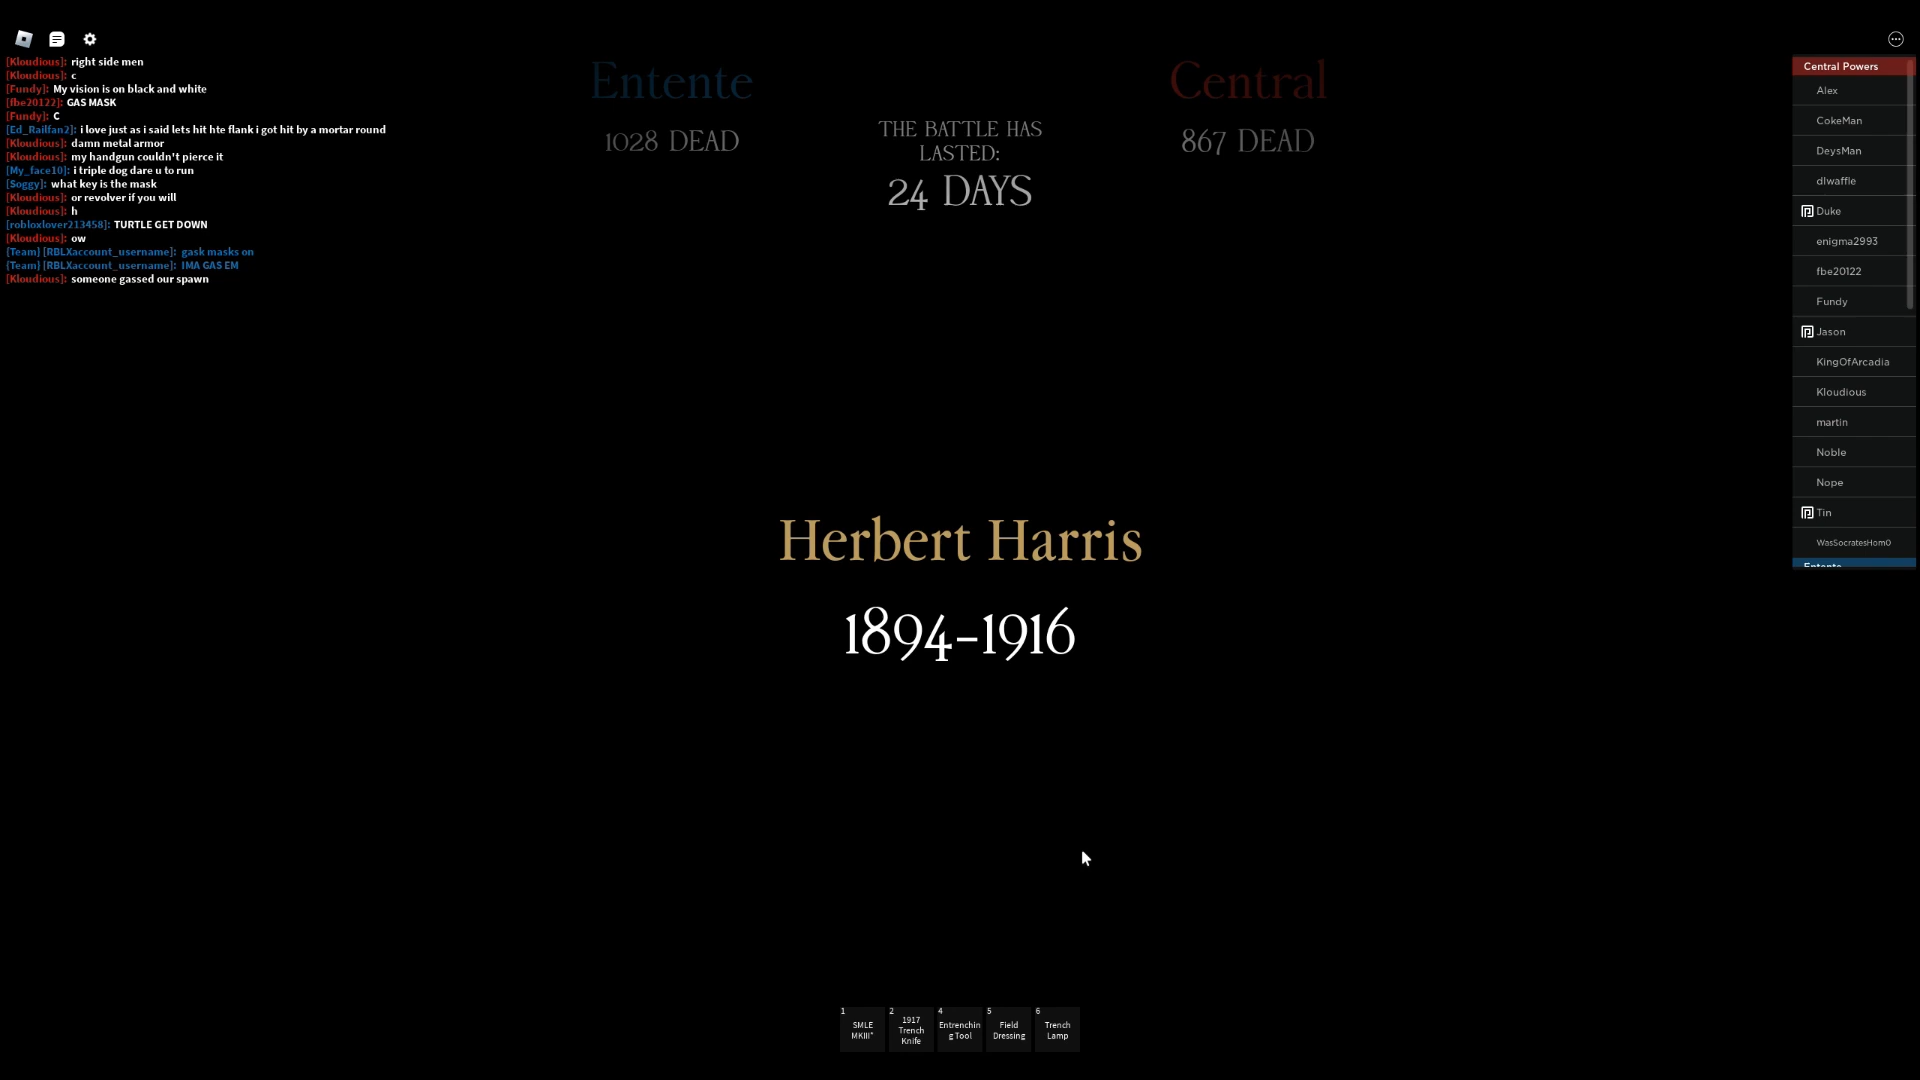 [Kloudious]: right side men
[Kloudious]: c
[Fundy]: My vision is on black and white
[fbe20122]: GAS MASK
[Fundy]: C
[Ed_Railfan2]: i love just as i said lets hit hte flank i got hit by a mortar round
[Kloudious]: damn metal armor
[Kloudious]: my handgun couldn't pierce it
[My_face10]: i triple dog dare u to run
[Soggy]: what key is the mask
[Kloudious]: or revolver if you will
[Kloudious]: h
[robloxlover213458]: TURTLE GET DOWN
[Kloudious]: ow
{Team} [RBLXaccount_username]: gask masks on
{Team} [RBLXaccount_username]: IMA GAS EM
[Kloudious]: someone gassed our spawn
Entente
1028 DEAD
THE BATTLE HAS
LASTED:
24 DAYS
Central
867 DEAD
Central Powers
Alex
CokeMan
DeysMan
dlwaffle
Duke
enigma2993
fbe20122
Fundy
Jason
KingOfArcadia
Kloudious
martin
Noble
Nope
Tin
WasSocratesHom0
Entente
Herbert Harris
1894-1916
1
SMLE
MKIII*
2
1917
Trench
Knife
4
Entrenchin
g Tool
5
Field
Dressing
6
Trench
Lamp